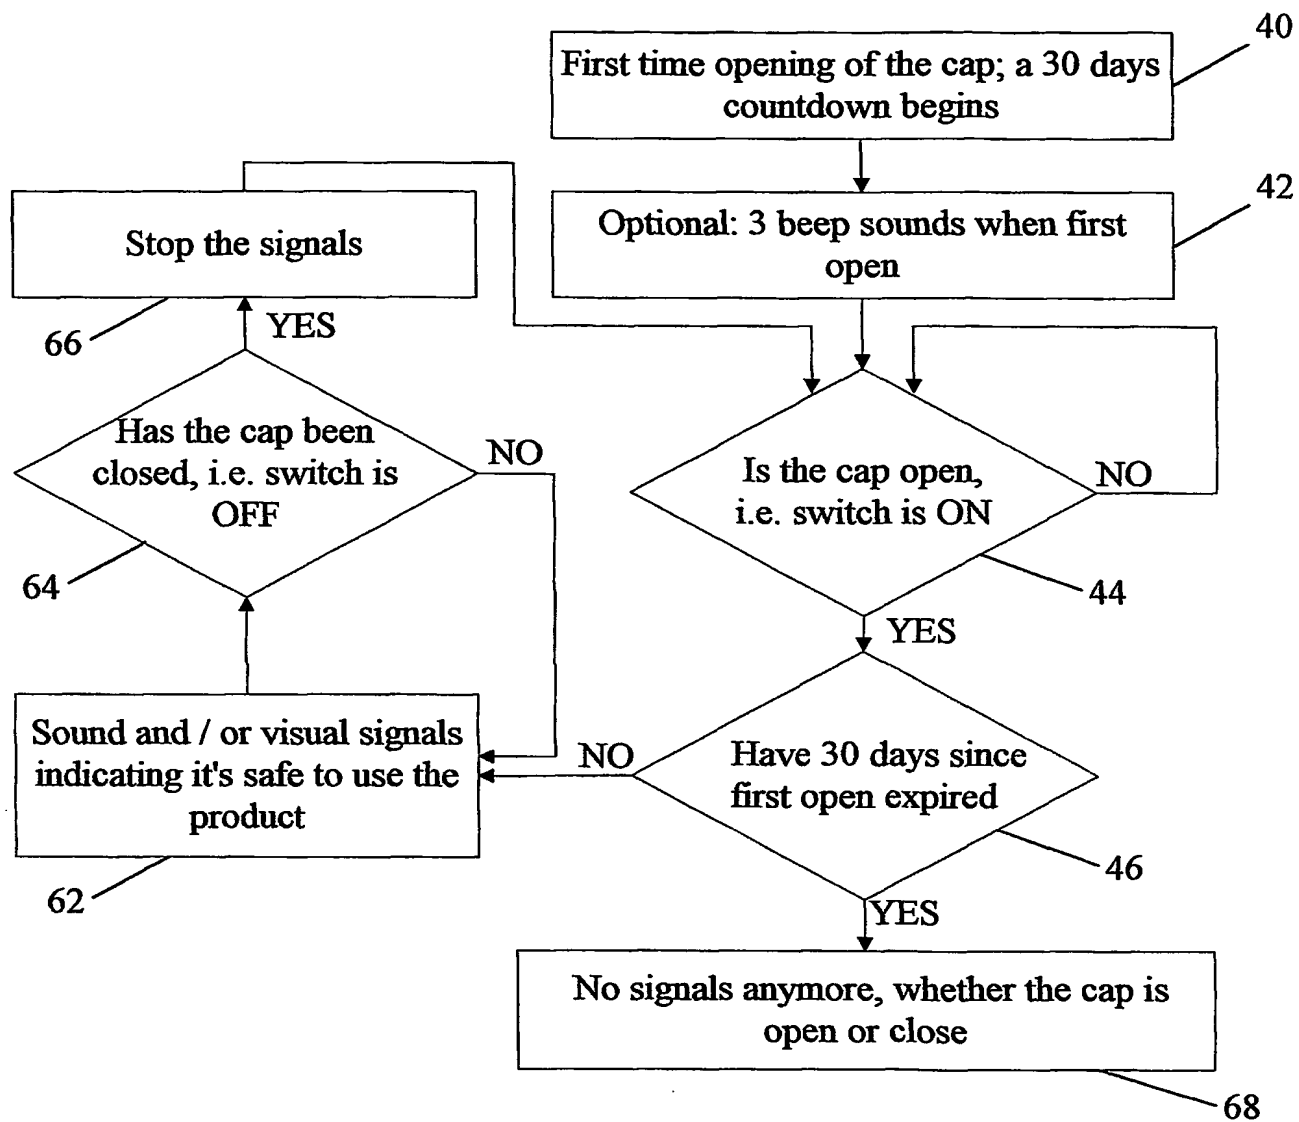 40
First time opening of the cap; a 30 days
countdown begins
42
Optional: 3 beep sounds when first
open
Stop the signals
66
YES
Has the cap been
closed, i.e. switch is
OFF
NO
64
Is the cap open,
i.e. switch is ON
NO
44
YES
Sound and / or visual signals
indicating it's safe to use the
product
62
NO
Have 30 days since
first open expired
46
YES
No signals anymore, whether the cap is
open or close
68